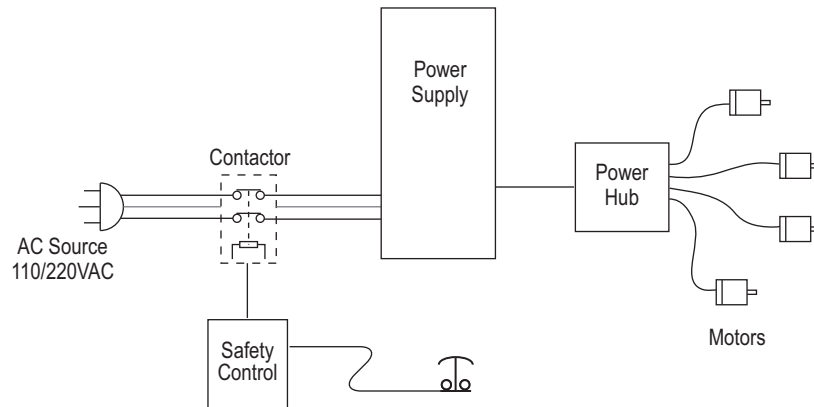 Power
Supply
Contactor
Power
Hub
AC Source
110/220VAC
Motors
Safety
Control